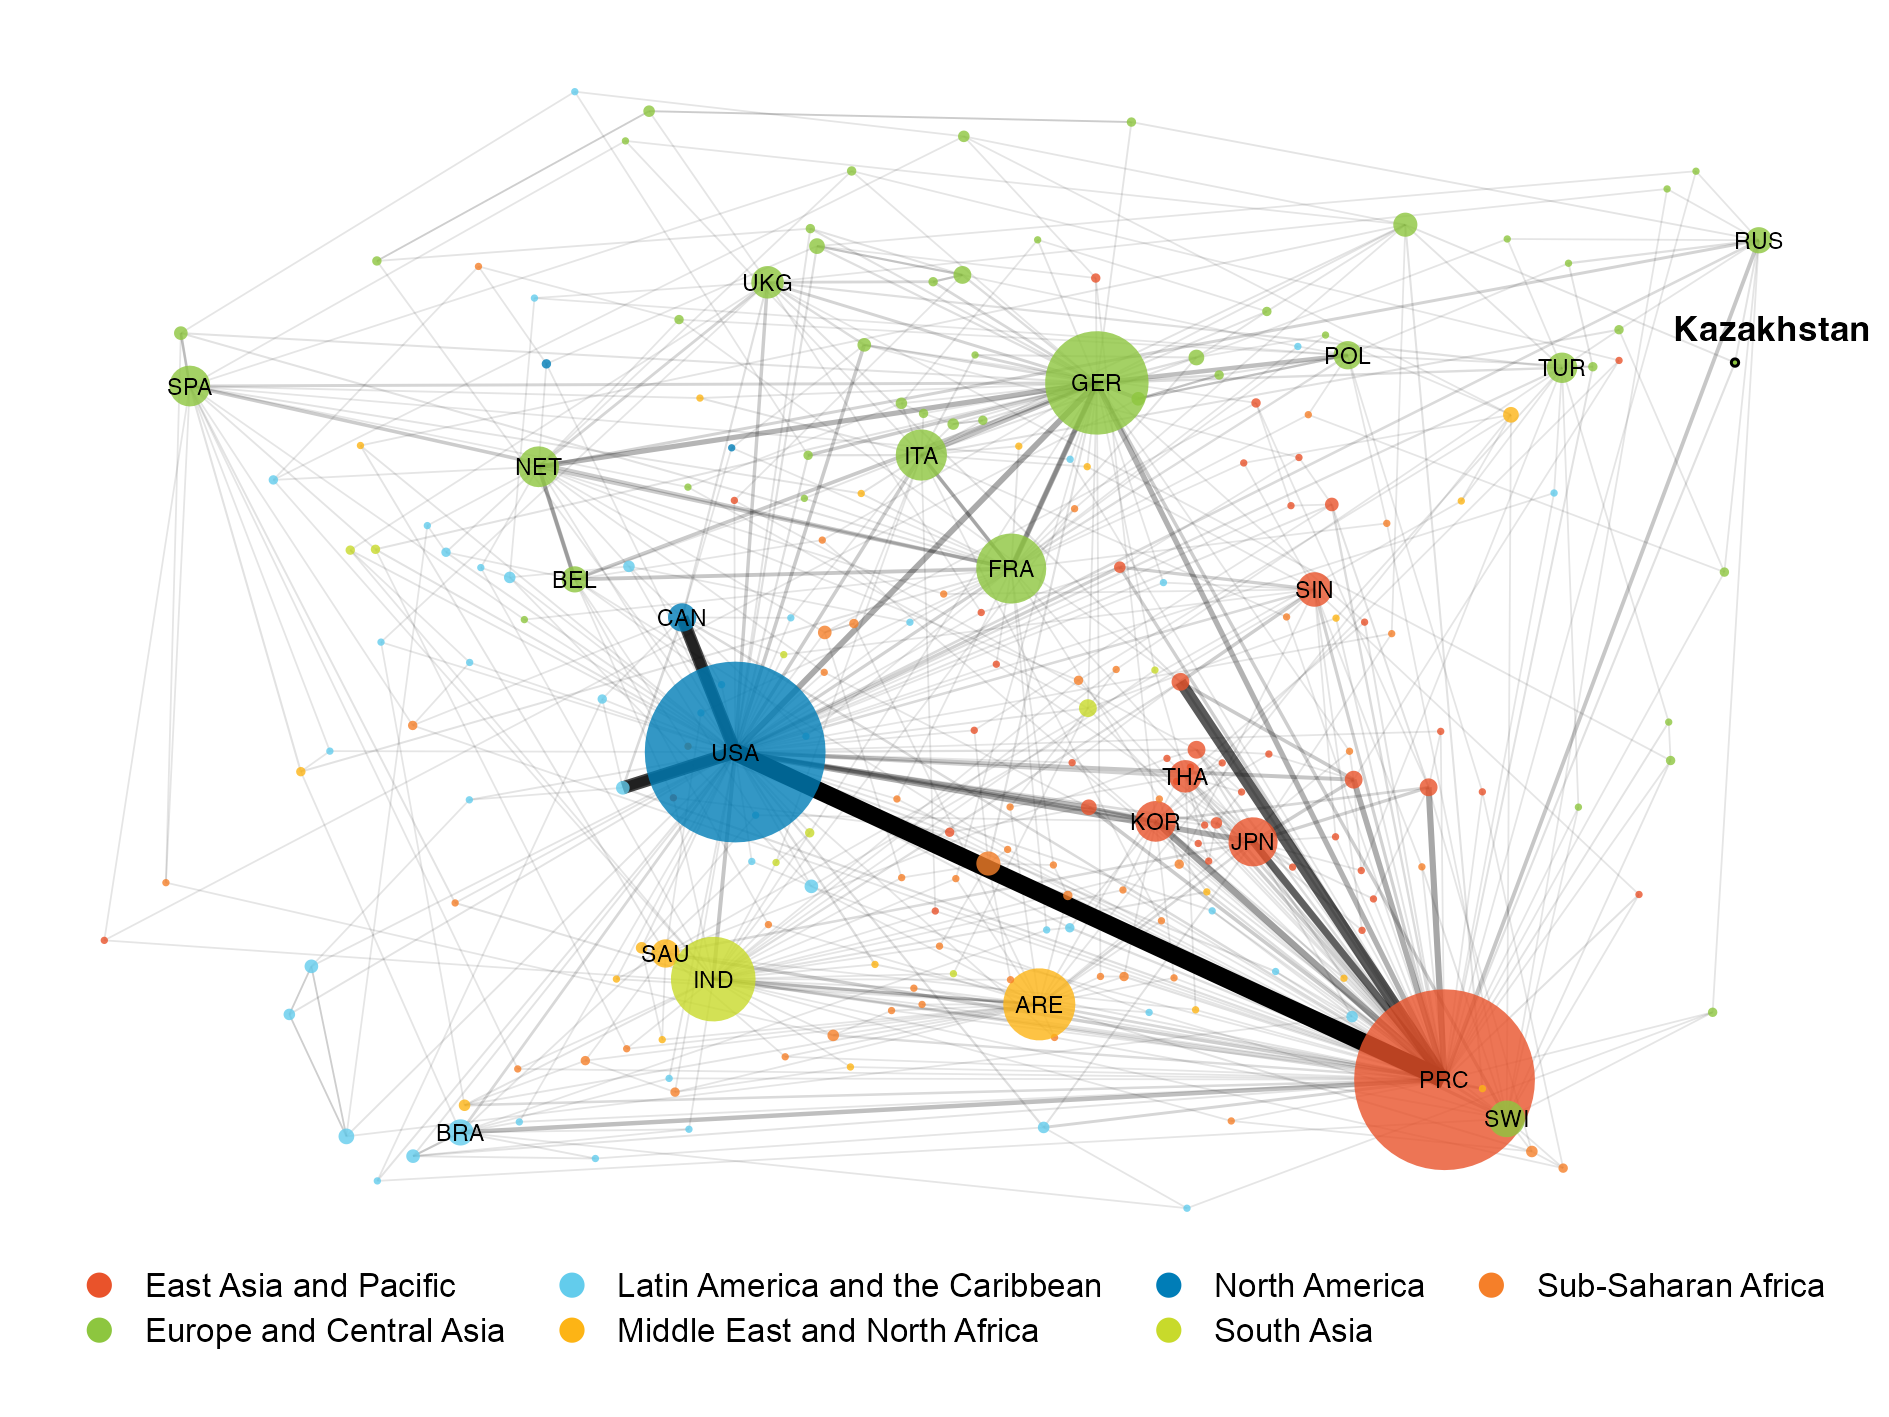 RUS
UKG
Kazakhstan
POL
TUR
GER
SPA
ITA
NET
FRA
BEL
SIN
CAN
USA
THA
KOR
JPN
SAU
IND
ARE
PRC
SWI
BRA
East Asia and Pacific
Latin America and the Caribbean
North America
Sub-Saharan Africa
Europe and Central Asia
Middle East and North Africa
South Asia